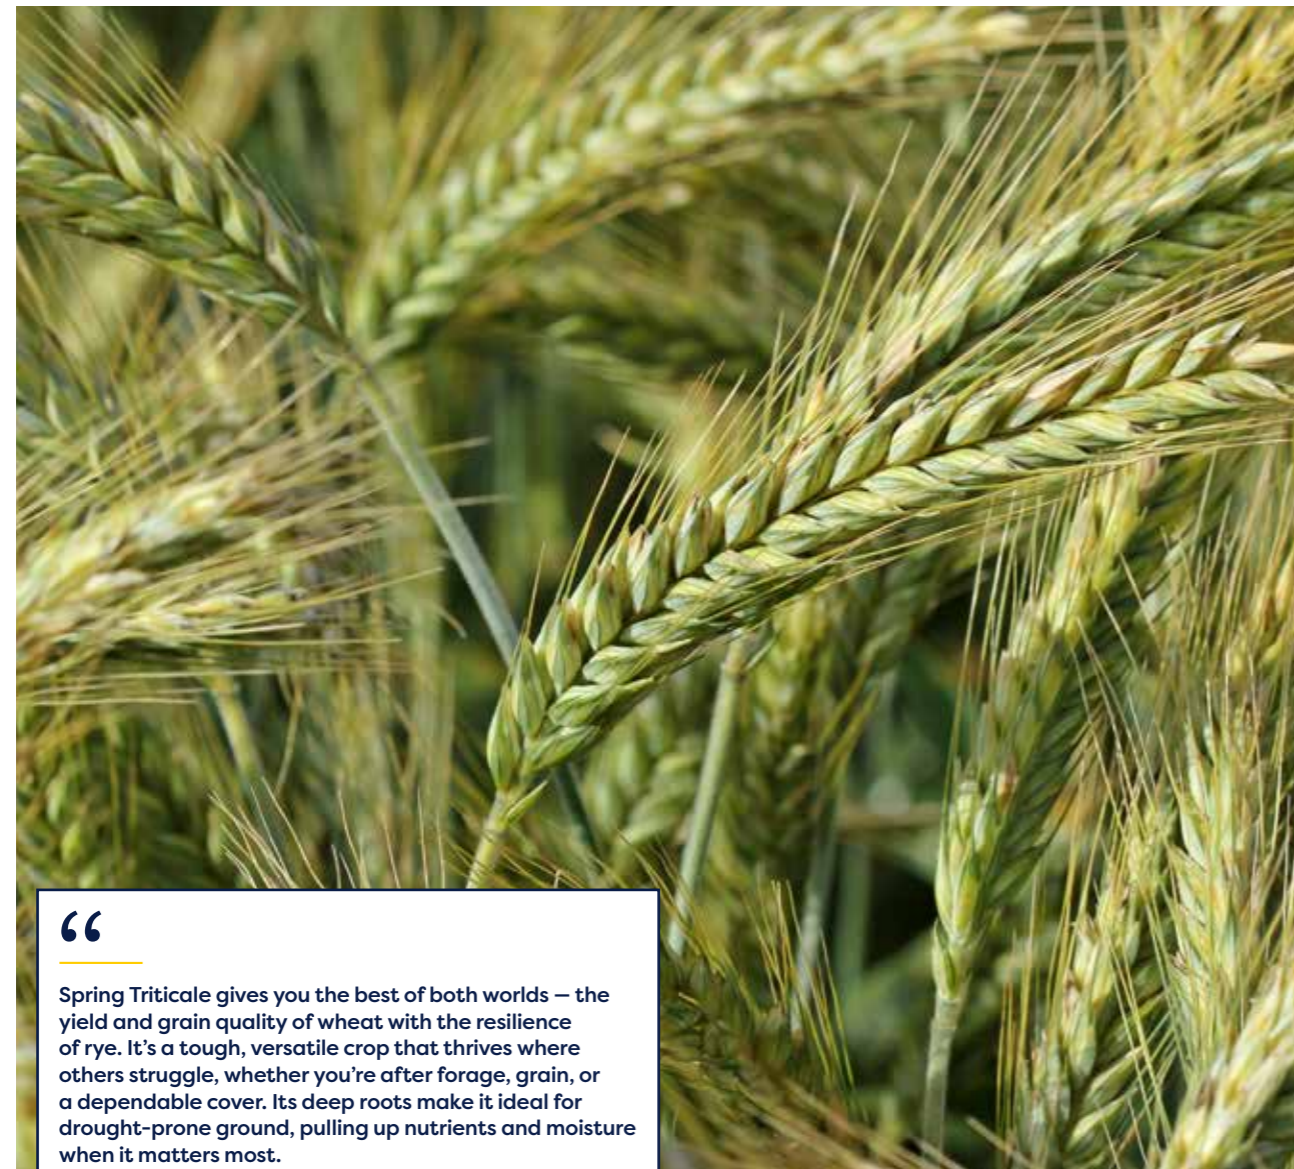 “
Spring Triticale gives you the best of both worlds – the
yield and grain quality of wheat with the resilience
of rye. It’s a tough, versatile crop that thrives where
others struggle, whether you’re after forage, grain, or
a dependable cover. Its deep roots make it ideal for
drought-prone ground, pulling up nutrients and moisture
when it matters most.